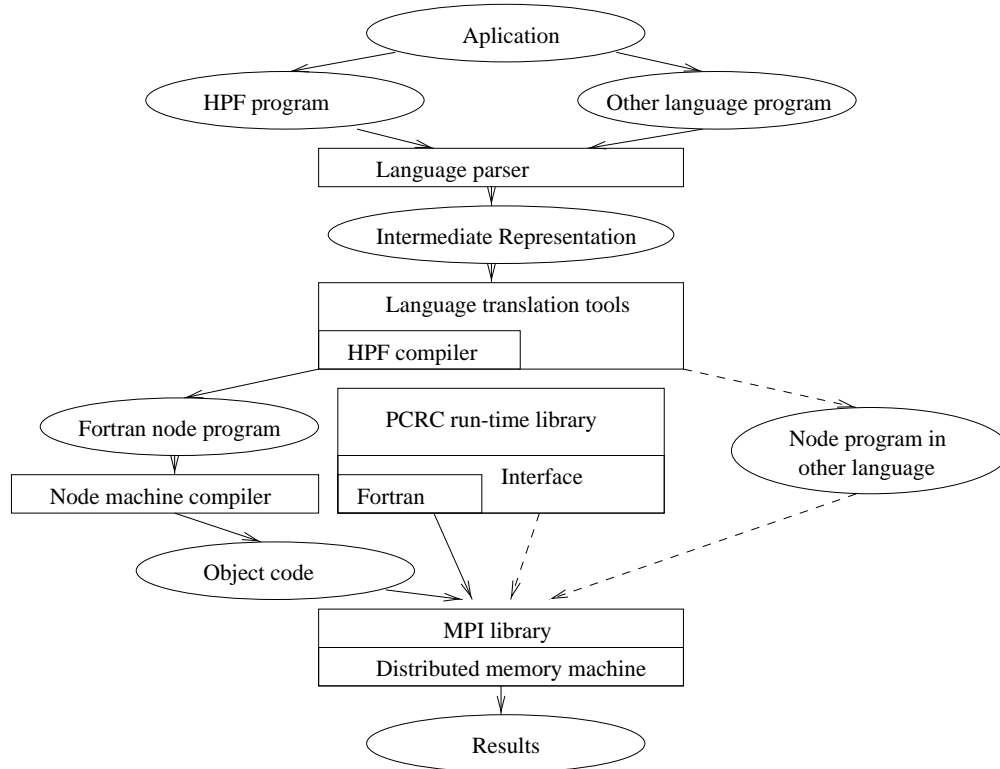 Aplication
HPF program
Other language program
Language parser
Intermediate Representation
Language translation tools
HPF compiler
PCRC run-time library
Fortran node program
Node program in
other language
Interface
Node machine compiler
Fortran
Object code
MPI library
Distributed memory machine
Results